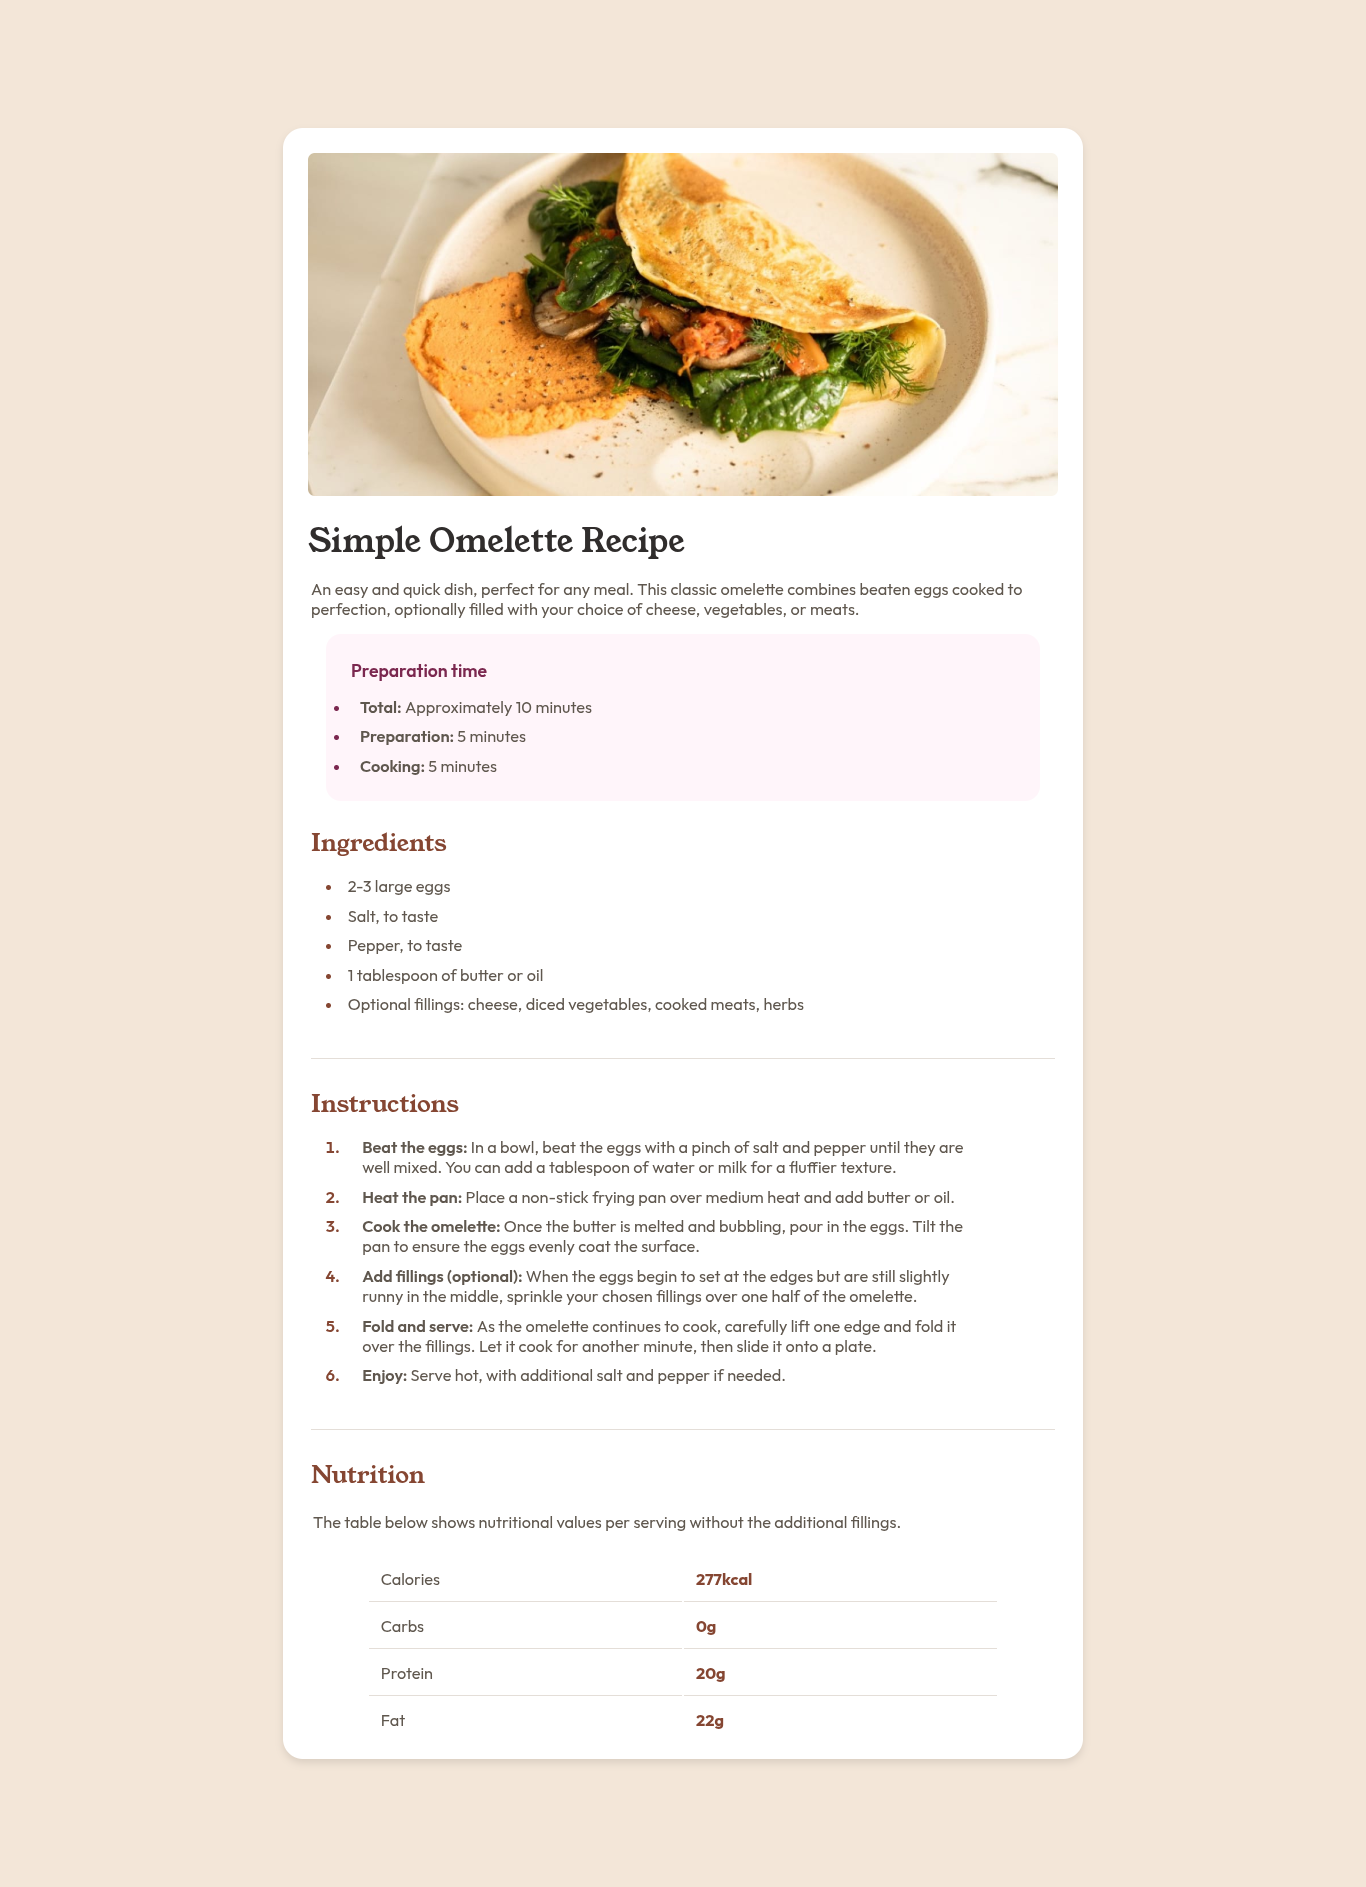 Simple Omelette Recipe
An easy and quick dish, perfect for any meal. This classic omelette combines beaten eggs cooked to
perfection, optionally filled with your choice of cheese, vegetables, or meats.
Preparation time
• Total: Approximately 10 minutes
• Preparation: 5 minutes
• Cooking: 5 minutes
Ingredients
• 2-3 large eggs
• Salt, to taste
• Pepper, to taste
• 1 tablespoon of butter or oil
• Optional fillings: cheese, diced vegetables, cooked meats, herbs
Instructions
1. Beat the eggs: In a bowl, beat the eggs with a pinch of salt and pepper until they are
well mixed. You can add a tablespoon of water or milk for a fluffier texture.
2. Heat the pan: Place a non-stick frying pan over medium heat and add butter or oil.
3. Cook the omelette: Once the butter is melted and bubbling, pour in the eggs. Tilt the
pan to ensure the eggs evenly coat the surface.
4. Add fillings (optional): When the eggs begin to set at the edges but are still slightly
runny in the middle, sprinkle your chosen fillings over one half of the omelette.
5. Fold and serve: As the omelette continues to cook, carefully lift one edge and fold it
over the fillings. Let it cook for another minute, then slide it onto a plate.
6. Enjoy: Serve hot, with additional salt and pepper if needed.
Nutrition
The table below shows nutritional values per serving without the additional fillings.
Calories 277kcal
Carbs 0g
Protein 20g
Fat 22g